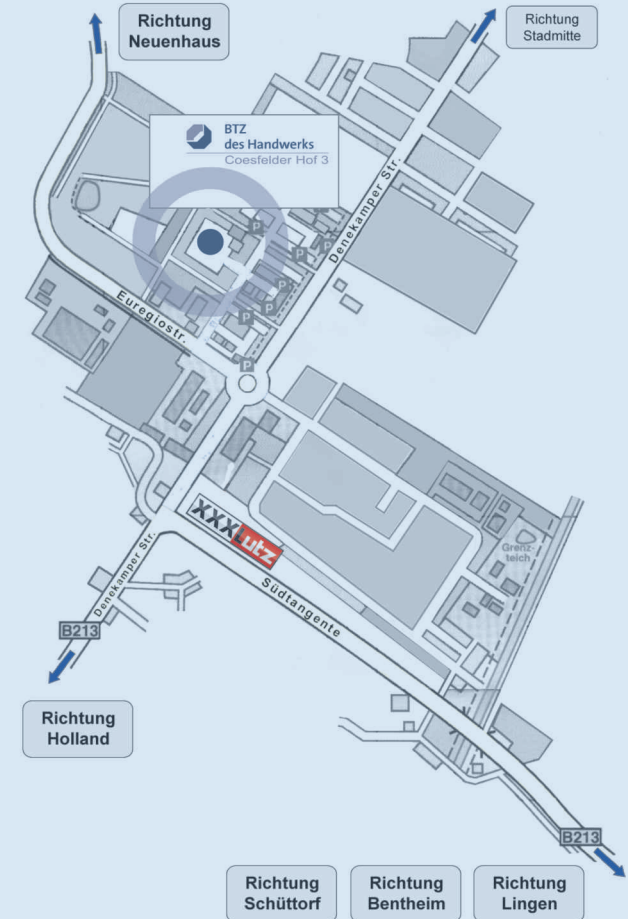 Richtung
Neuenhaus
Richtung
Stadmitte
BTZ
des Handwerks
Coesfelder Hof 3
Denekamper Str.
P
P
P
P
P
P
P
Euregiostr.
XXXLutz
Grenz-
teich
Südtangente
Denekamper Str.
B213
Richtung
Holland
B213
Richtung
Schüttorf
Richtung
Bentheim
Richtung
Lingen